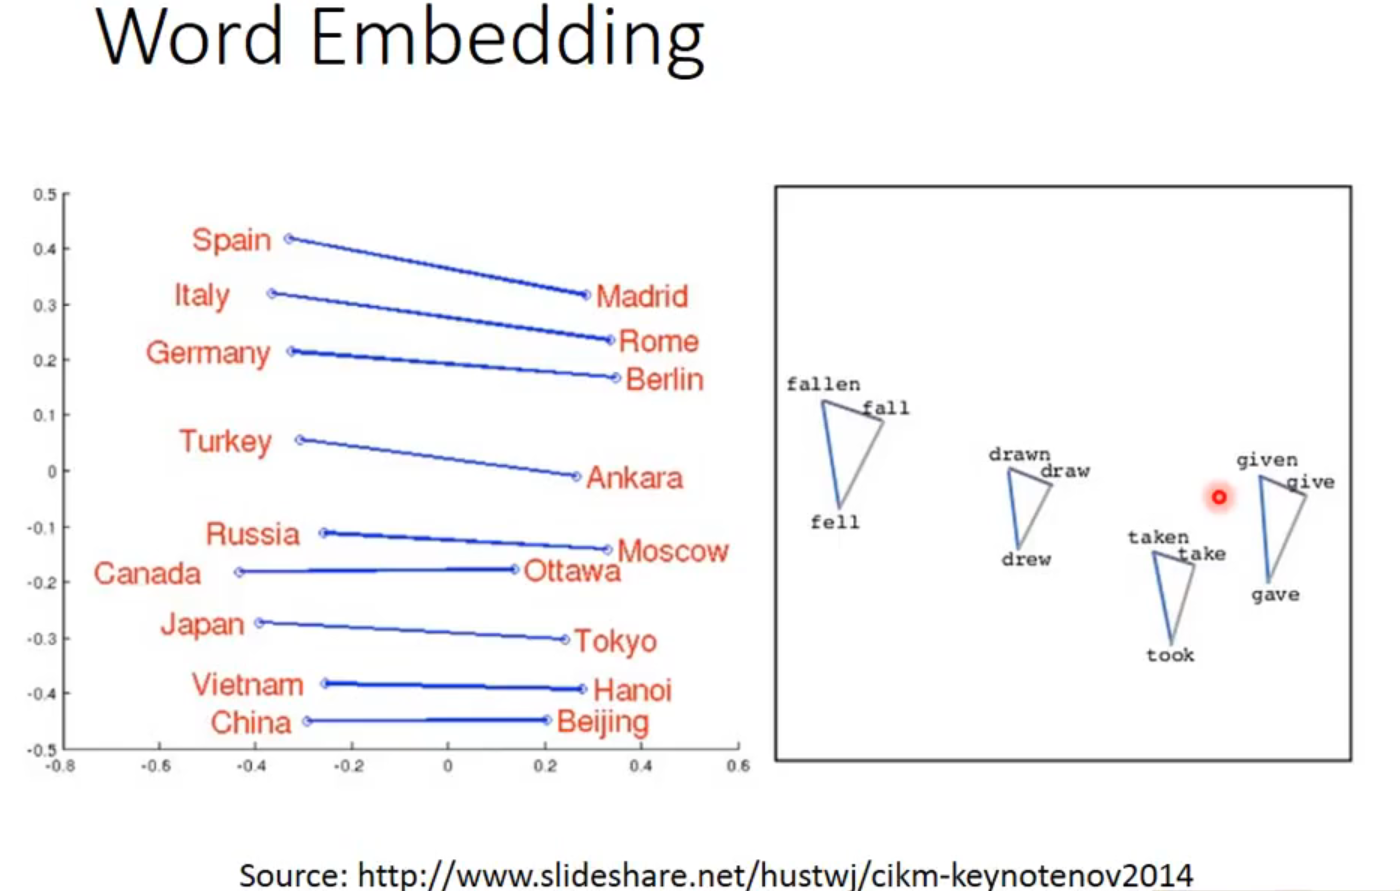 Word Embedding
0.5
0.4
0.3
0.2
0.1
0
-0.1
-0.2
-0.3
-0.4
-0.5
-0.8 -0.6 -0.4 -0.2 0 0.2 0.4 0.6
Spain Madrid
Italy Rome
Germany Berlin
Turkey Ankara
Russia Moscow
Canada Ottawa
Japan Tokyo
Vietnam Hanoi
China Beijing
fallen
fall
fell
drawn
draw
drew
taken
take
took
given
give
gave
Source: http://www.slideshare.net/hustwj/cikm-keynotenov2014